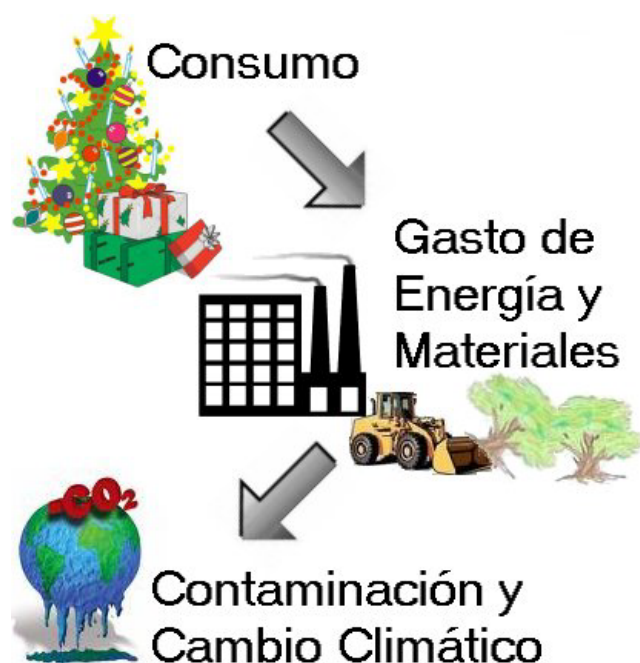 Consumo
Gasto de
Energía y
Materiales
CO2
Contaminación y
Cambio Climático